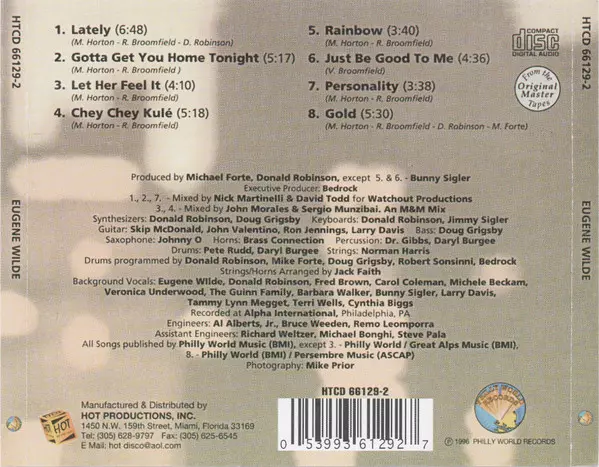 HTCD 66129-2
EUGENE WILDE
1. Lately (6:48)
(M. Horton - R. Broomfield - D. Robinson)
2. Gotta Get You Home Tonight (5:17)
(M. Horton - R. Broomfield )
3. Let Her Feel It (4:10)
(M. Horton - R. Broomfield)
4. Chey Chey Kulé (5:18)
(M. Horton - R. Broomfield)
5. Rainbow (3:40)
(M. Horton - R. Broomfield)
6. Just Be Good To Me (4:36)
(V. Broomfield)
7. Personality (3:38)
(M. Horton - R. Broomfield)
8. Gold (5:30)
(M. Horton - R. Broomfield - D. Robinson - M. Forte)
COMPACT
disc
DIGITAL AUDIO
From the
Original
Master
Tapes
Produced by Michael Forte, Donald Robinson, except 5. & 6. - Bunny Sigler
Executive Producer: Bedrock
1., 2., 7. - Mixed by Nick Martinelli & David Todd for Watchout Productions
3., 4. - Mixed by John Morales & Sergio Munzibai. An M&M Mix
Synthesizers: Donald Robinson, Doug Grigsby Keyboards: Donald Robinson, Jimmy Sigler
Guitar: Skip McDonald, John Valentino, Ron Jennings, Larry Davis Bass: Doug Grigsby
Saxophone: Johnny O Horns: Brass Connection Percussion: Dr. Gibbs, Daryl Burgee
Drums: Pete Rudd, Daryl Burgee Strings: Norman Harris
Drums programmed by Donald Robinson, Mike Forte, Doug Grigsby, Robert Sonsinni, Bedrock
Strings/Horns Arranged by Jack Faith
Background Vocals: Eugene WIlde, Donald Robinson, Fred Brown, Carol Coleman, Michele Beckam,
Veronica Underwood, The Guinn Family, Barbara Walker, Bunny Sigler, Larry Davis,
Tammy Lynn Megget, Terri Wells, Cynthia Biggs
Recorded at Alpha International, Philadelphia, PA
Engineers: Al Alberts, Jr., Bruce Weeden, Remo Leomporra
Assistant Engineers: Richard Weltzer, Michael Bonghi, Steve Pala
All Songs published by Philly World Music (BMI), except 3. - Philly World / Great Alps Music (BMI),
8. - Philly World (BMI) / Persembre Music (ASCAP)
Photography: Mike Prior
HOT
Manufactured & Distributed by
HOT PRODUCTIONS, INC.
1450 N.W. 159th Street, Miami, Florida 33169
Tel: (305) 628-9797 Fax: (305) 625-6545
E Mail: hot disco@aol.com
HTCD 66129-2
0 53993 61292 7
PHILLY WORLD
RECORDS
℗ 1996 PHILLY WORLD RECORDS
HTCD 66129-2
EUGENE WILDE